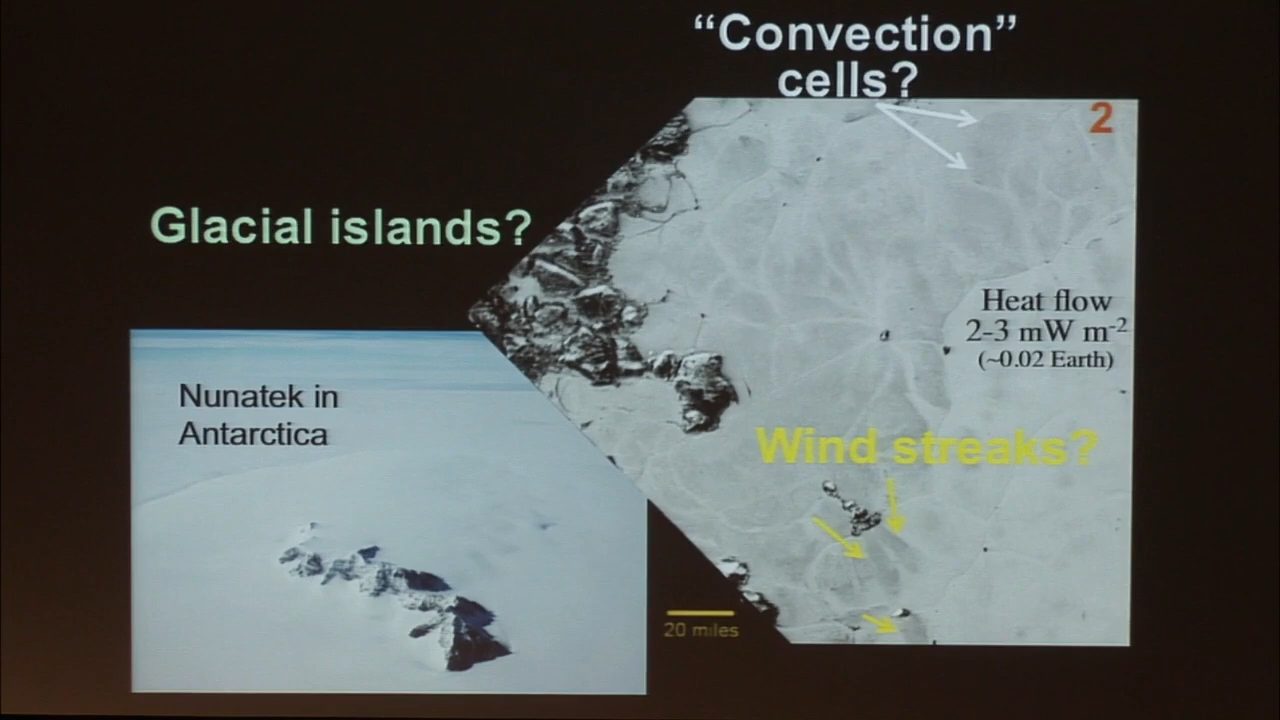 “Convection”
cells?
2
Glacial islands?
Heat flow
2-3 mW m-2
(~0.02 Earth)
Nunatek in
Antarctica
Wind streaks?
20 miles